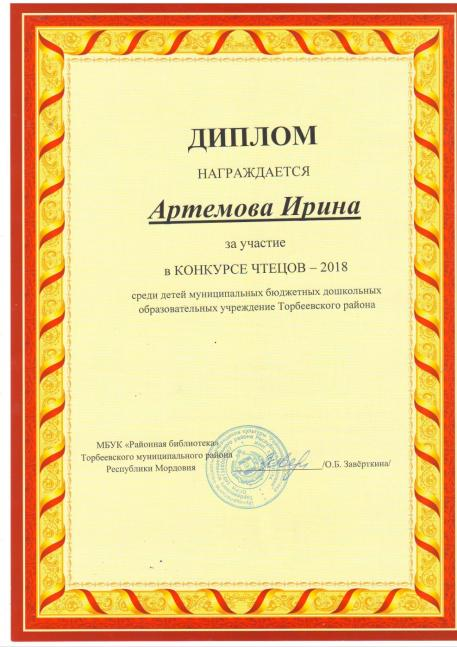 ДИПЛОМ
НАГРАЖДАЕТСЯ
Артемова Ирина
за участие
в КОНКУРСЕ ЧТЕЦОВ – 2018
среди детей муниципальных бюджетных дошкольных
образовательных учреждение Торбеевского района
МБУК «Районная библиотека»
Торбеевского муниципального района
Республики Мордовия
/О.Б. Завёрткина/